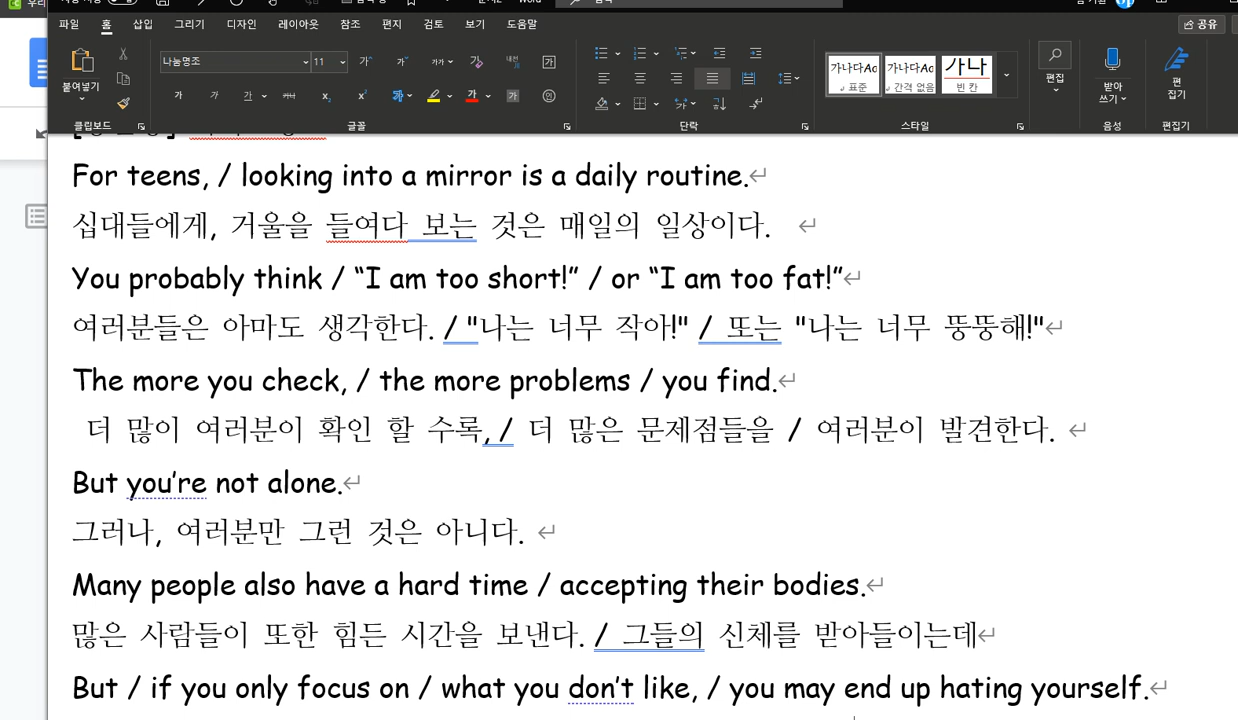 파일 홈 삽입 그리기 디자인 레이아웃 참조 편지 검토 보기 도움말 공유
나눔명조 11 가나다Ac 가나다Ac 가나
붙여넣기 표준 간격 없음 빈 칸 편집 받아쓰기 편집기
클립보드 글꼴 단락 스타일 음성 편집기
For teens, / looking into a mirror is a daily routine.
십대들에게, 거울을 들여다 보는 것은 매일의 일상이다.
You probably think / “I am too short!” / or “I am too fat!”
여러분들은 아마도 생각한다. / "나는 너무 작아!" / 또는 "나는 너무 뚱뚱해!"
The more you check, / the more problems / you find.
더 많이 여러분이 확인 할 수록, / 더 많은 문제점들을 / 여러분이 발견한다.
But you’re not alone.
그러나, 여러분만 그런 것은 아니다.
Many people also have a hard time / accepting their bodies.
많은 사람들이 또한 힘든 시간을 보낸다. / 그들의 신체를 받아들이는데
But / if you only focus on / what you don’t like, / you may end up hating yourself.